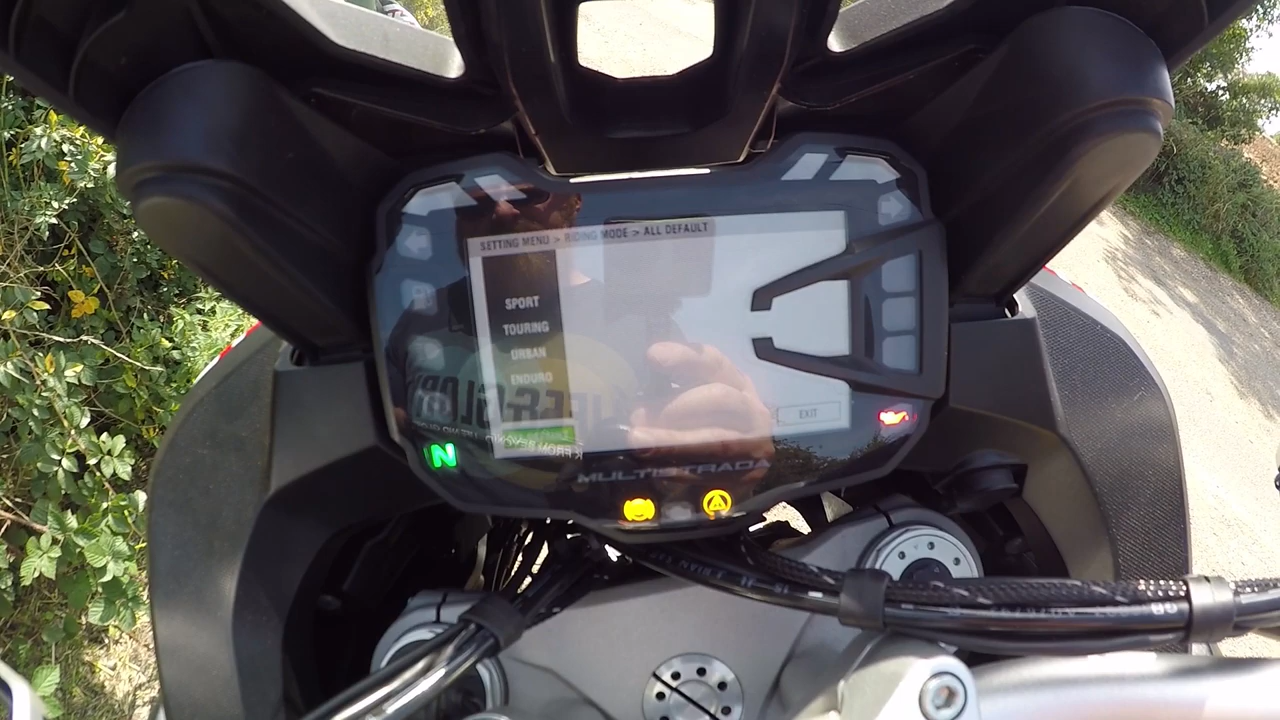 SETTING MENU > RIDING MODE > ALL DEFAULT
SPORT
TOURING
URBAN
ENDURO
EXIT
N
MULTISTRADA